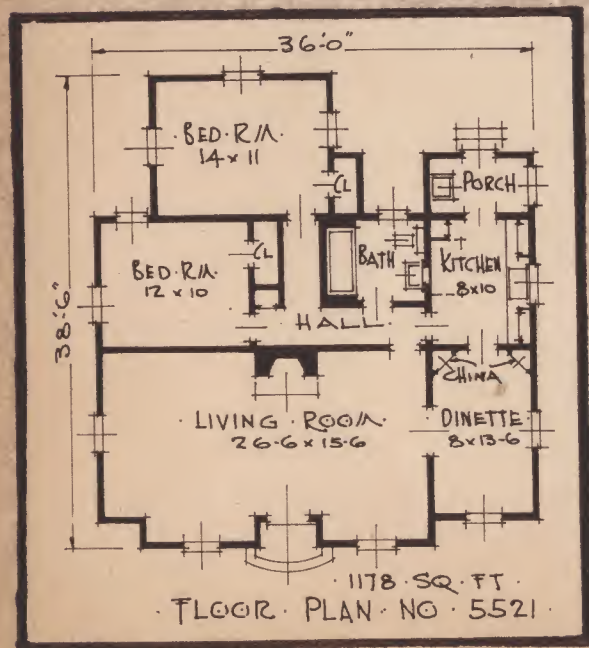 36'-0"
BED·RM·
14 x 11
CL
PORCH
38'-6"
BED·RM·
12 x 10
CL
BATH
KITCHEN
8x10
·HALL·
CHINA
·LIVING·ROOM·
26-6 x 15-6
·DINETTE·
8x13-6
·1178·SQ·FT·
·FLOOR·PLAN·NO·5521·